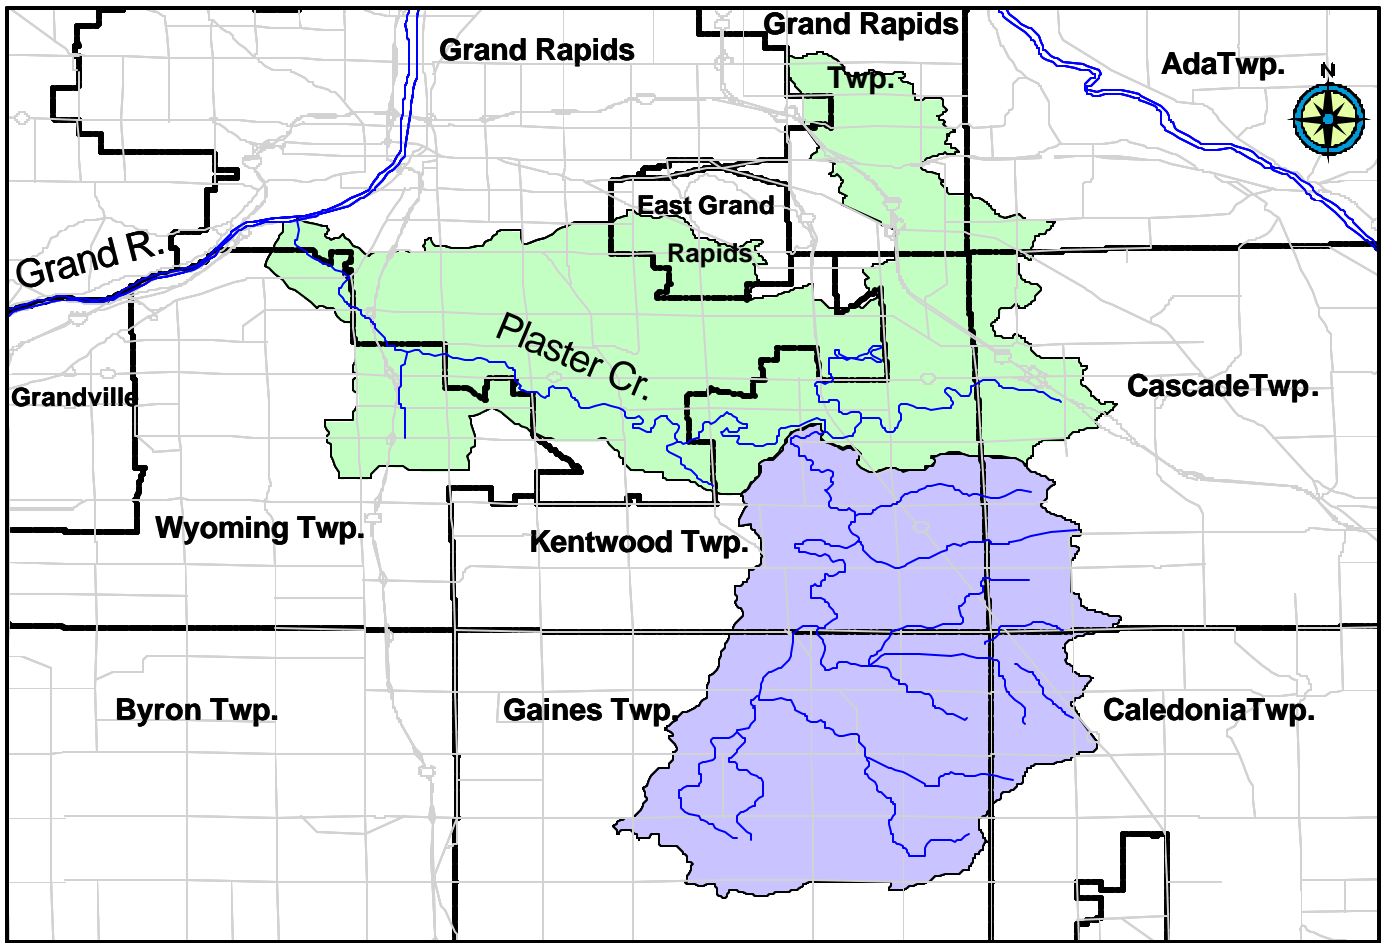 Grand Rapids
Grand Rapids
Twp.
AdaTwp.
N
East Grand
Rapids
Grand R.
Plaster Cr.
Grandville
CascadeTwp.
Wyoming Twp.
Kentwood Twp.
Byron Twp.
Gaines Twp.
CaledoniaTwp.